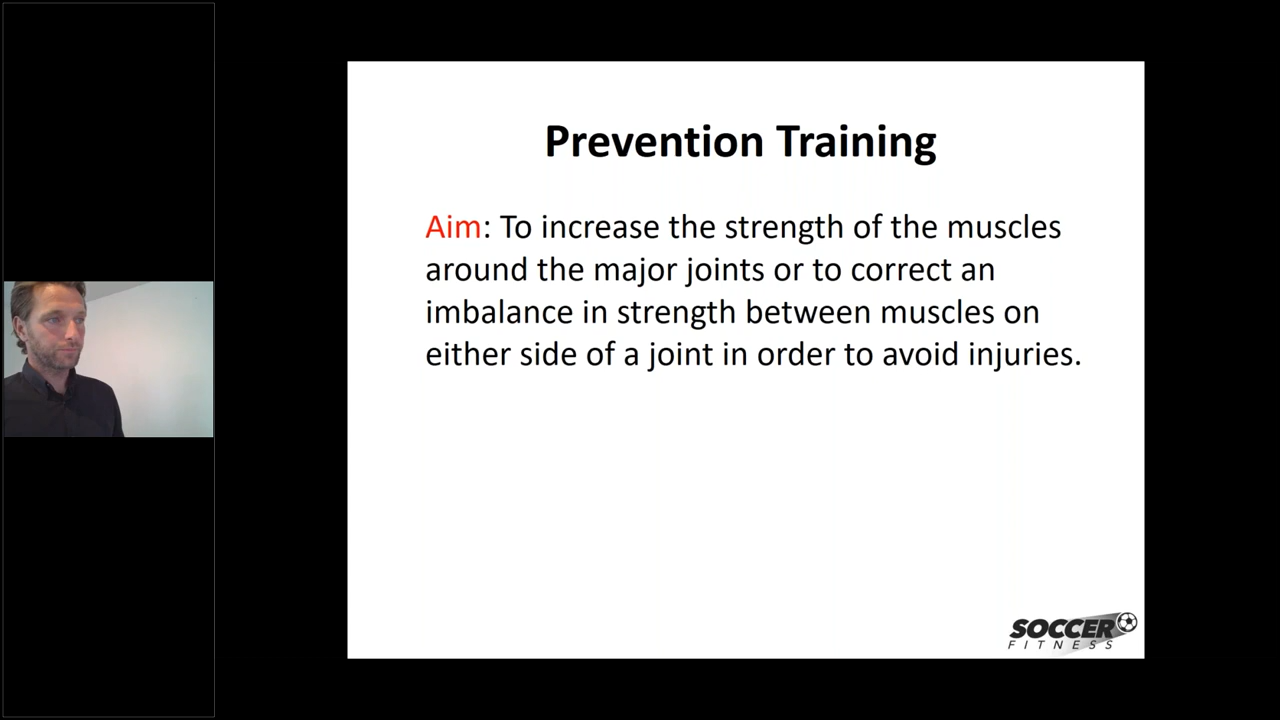 Prevention Training
Aim: To increase the strength of the muscles
around the major joints or to correct an
imbalance in strength between muscles on
either side of a joint in order to avoid injuries.
SOCCER
FITNESS